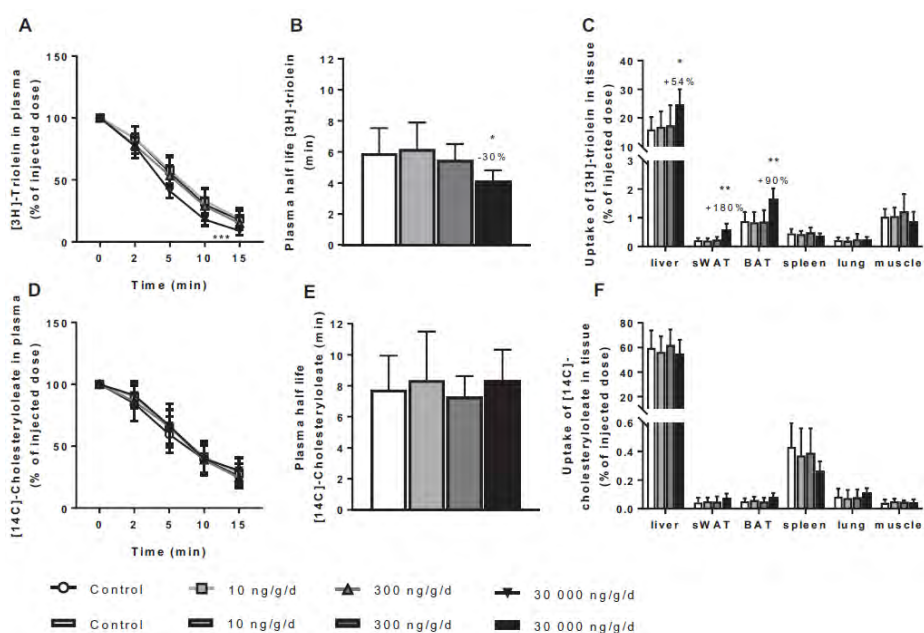 A
[3H]-Triolein in plasma
(% of injected dose)
150
100
50
0
0 2 5 10 15
***
Time (min)
B
Plasma half life [3H]-triolein
(min)
12
10
8
6
4
2
0
*
-30%
C
Uptake of [3H]-triolein in tissue
(% of injected dose)
40
30
20
10
3
2
1
0
*
+54%
**
+180%
**
+90%
liver sWAT BAT spleen lung muscle
D
[14C]-Cholesteryloleate in plasma
(% of injected dose)
150
100
50
0
0 2 5 10 15
Time (min)
E
Plasma half life
[14C]-Cholesteryloleate (min)
12
10
8
6
4
2
0
F
Uptake of [14C]-
cholesteryloleate in tissue
(% of injected dose)
80
60
40
20
0.6
0.4
0.2
0.0
liver sWAT BAT spleen lung muscle
Control 10 ng/g/d 300 ng/g/d 30 000 ng/g/d
Control 10 ng/g/d 300 ng/g/d 30 000 ng/g/d